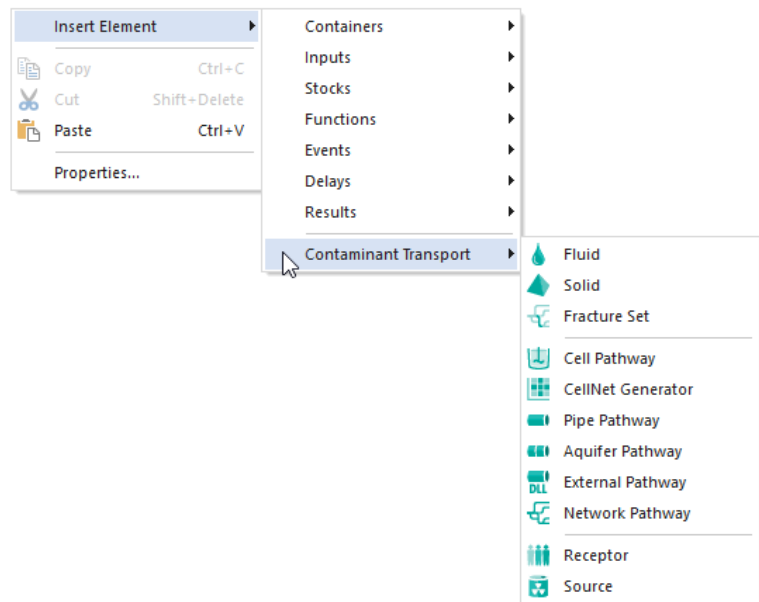 Insert Element
Copy Ctrl+C
Cut Shift+Delete
Paste Ctrl+V
Properties...
Containers
Inputs
Stocks
Functions
Events
Delays
Results
Contaminant Transport
Fluid
Solid
Fracture Set
Cell Pathway
CellNet Generator
Pipe Pathway
Aquifer Pathway
DLL External Pathway
Network Pathway
Receptor
Source